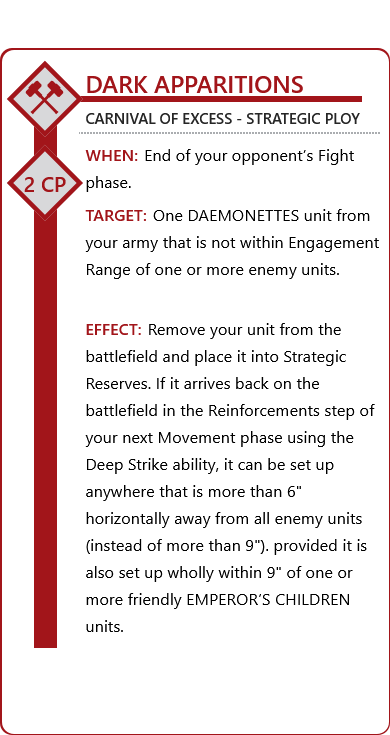 DARK APPARITIONS
CARNIVAL OF EXCESS - STRATEGIC PLOY
2 CP
WHEN: End of your opponent’s Fight
phase.
TARGET: One DAEMONETTES unit from
your army that is not within Engagement
Range of one or more enemy units.
EFFECT: Remove your unit from the
battlefield and place it into Strategic
Reserves. If it arrives back on the
battlefield in the Reinforcements step of
your next Movement phase using the
Deep Strike ability, it can be set up
anywhere that is more than 6"
horizontally away from all enemy units
(instead of more than 9"). provided it is
also set up wholly within 9" of one or
more friendly EMPEROR’S CHILDREN
units.